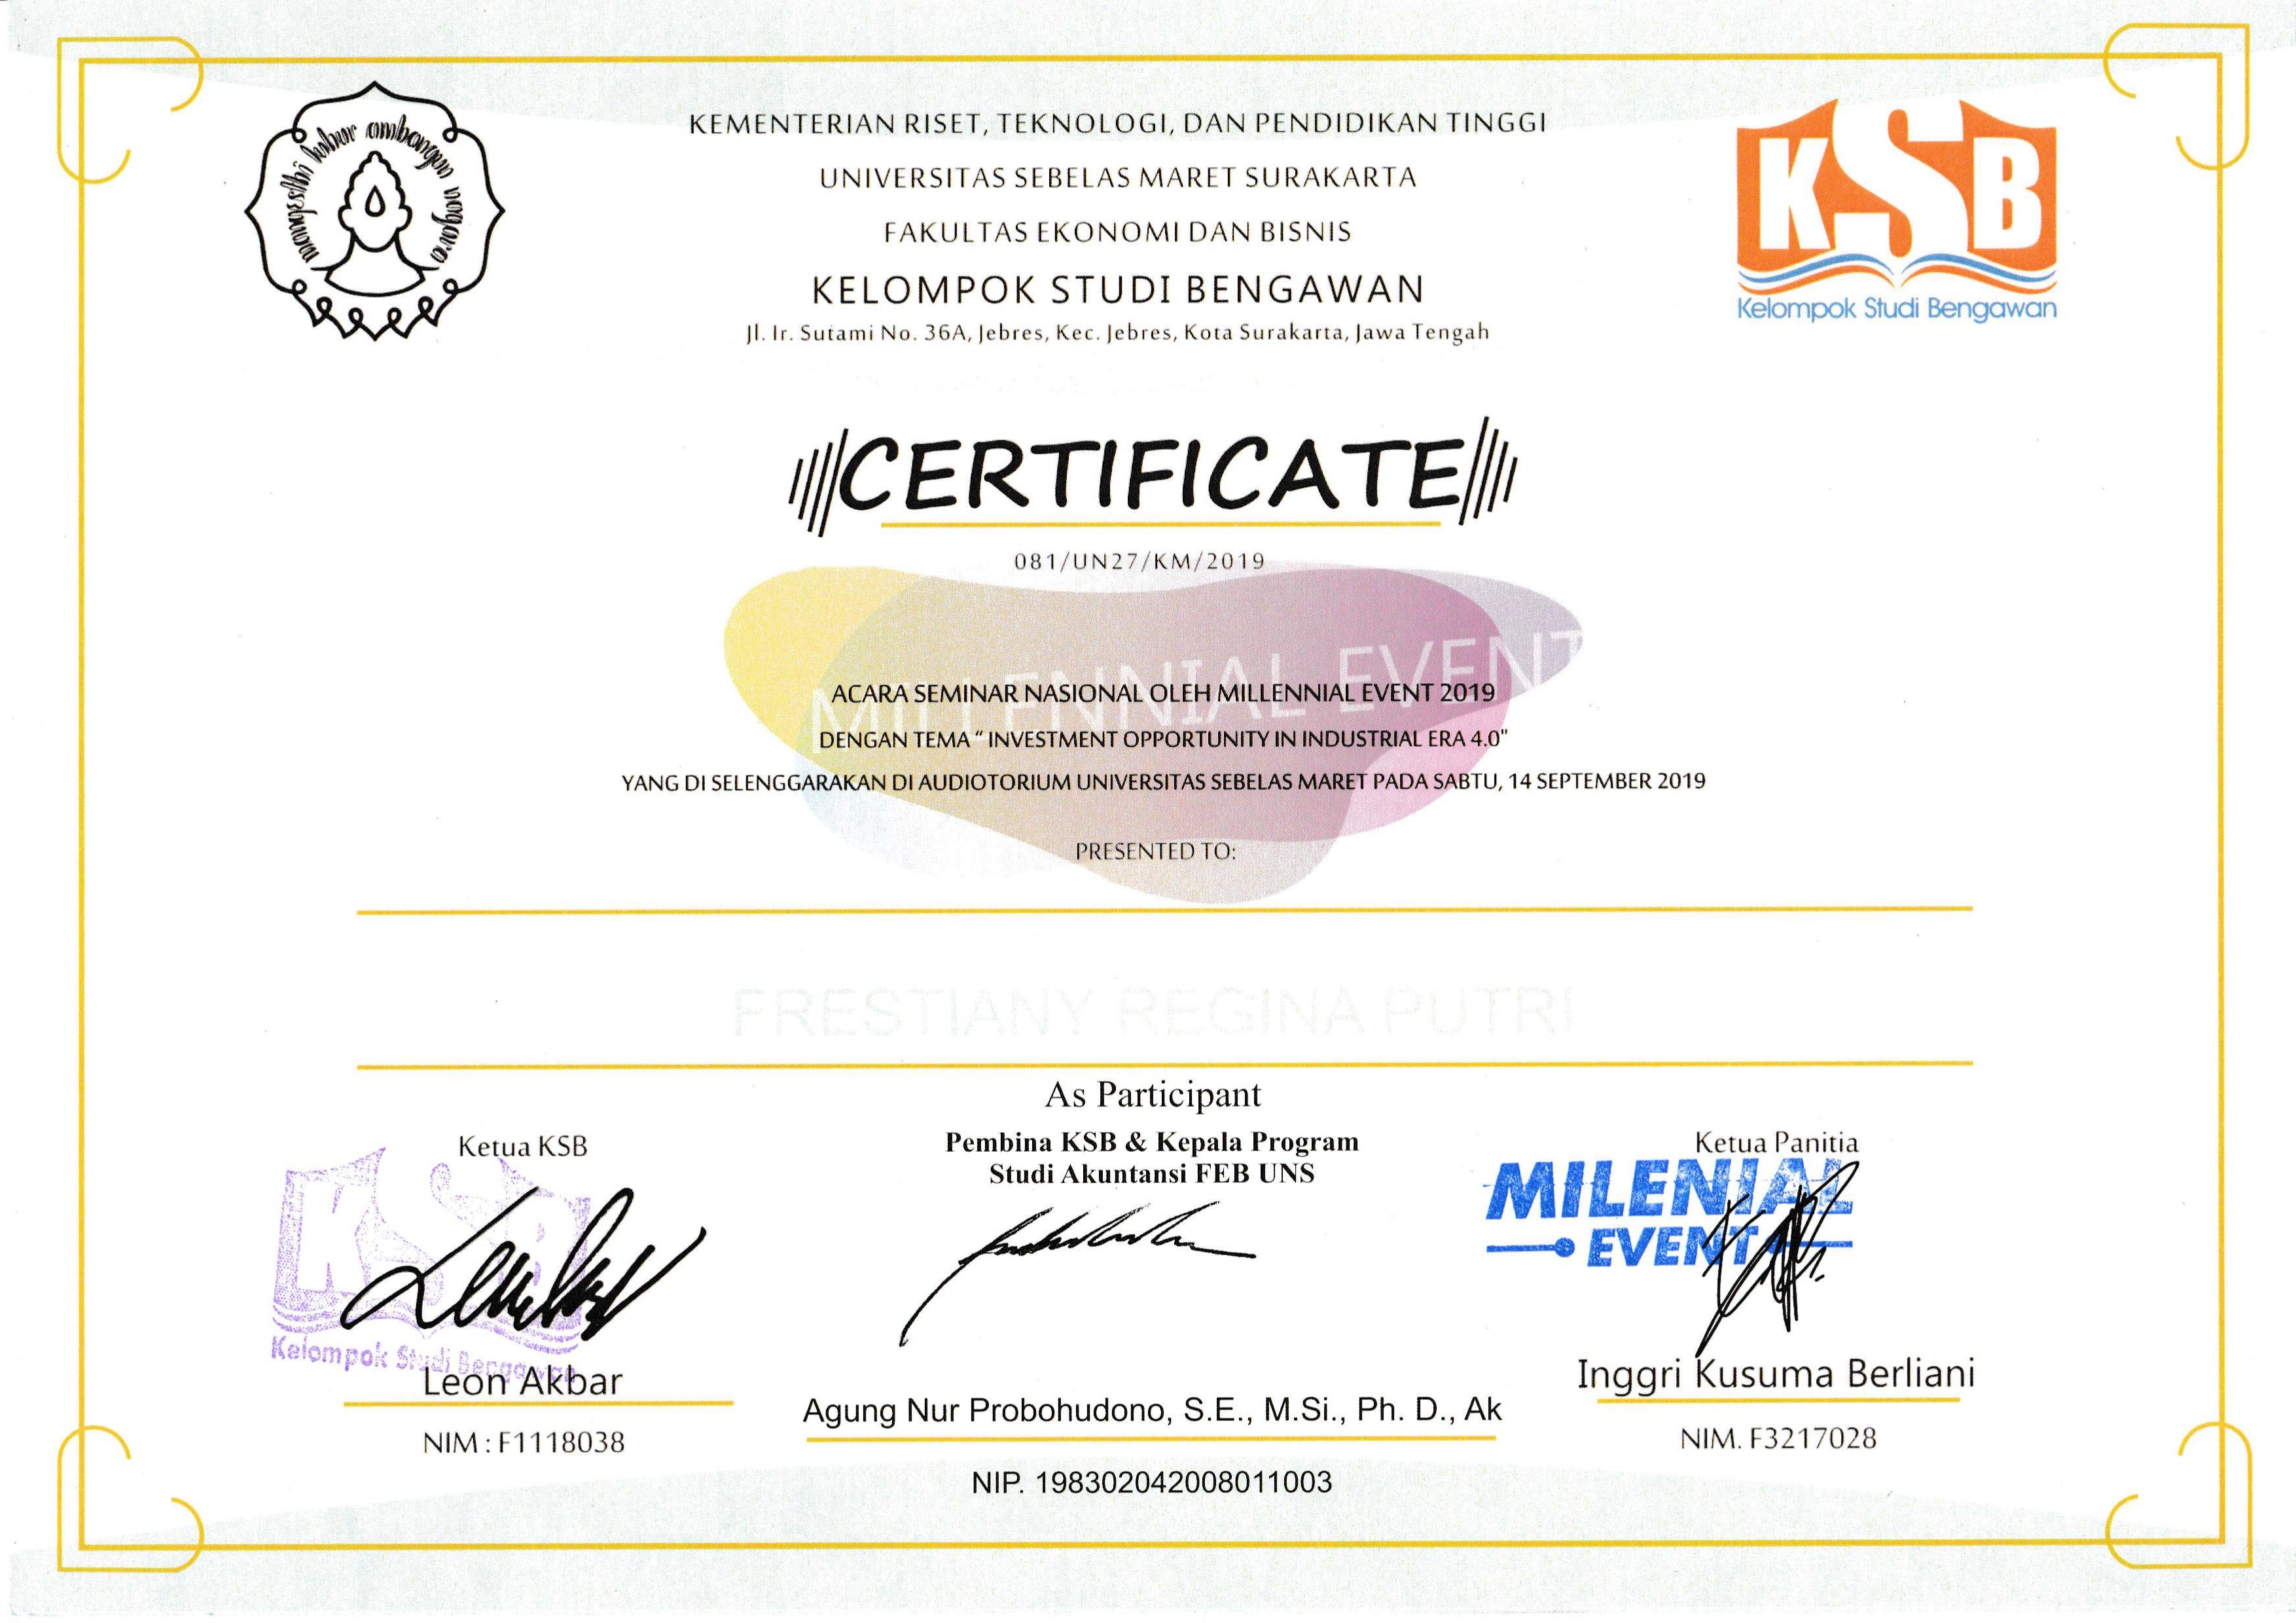 mangesthi luhur ambangun nagara
KEMENTERIAN RISET, TEKNOLOGI, DAN PENDIDIKAN TINGGI
UNIVERSITAS SEBELAS MARET SURAKARTA
FAKULTAS EKONOMI DAN BISNIS
KELOMPOK STUDI BENGAWAN
Jl. Ir. Sutami No. 36A, Jebres, Kec. Jebres, Kota Surakarta, Jawa Tengah
KSB
Kelompok Studi Bengawan
CERTIFICATE
081/UN27/KM/2019
MILLENNIAL EVENT
ACARA SEMINAR NASIONAL OLEH MILLENNIAL EVENT 2019
DENGAN TEMA “ INVESTMENT OPPORTUNITY IN INDUSTRIAL ERA 4.0"
YANG DI SELENGGARAKAN DI AUDIOTORIUM UNIVERSITAS SEBELAS MARET PADA SABTU, 14 SEPTEMBER 2019
PRESENTED TO:
FRESTIANY REGINA PUTRI
As Participant
Ketua KSB
KSB
Kelompok Studi Bengawan
Leon Akbar
NIM : F1118038
Pembina KSB & Kepala Program
Studi Akuntansi FEB UNS
Agung Nur Probohudono, S.E., M.Si., Ph. D., Ak
NIP. 198302042008011003
Ketua Panitia
MILENIAL
EVENT
Inggri Kusuma Berliani
NIM. F3217028